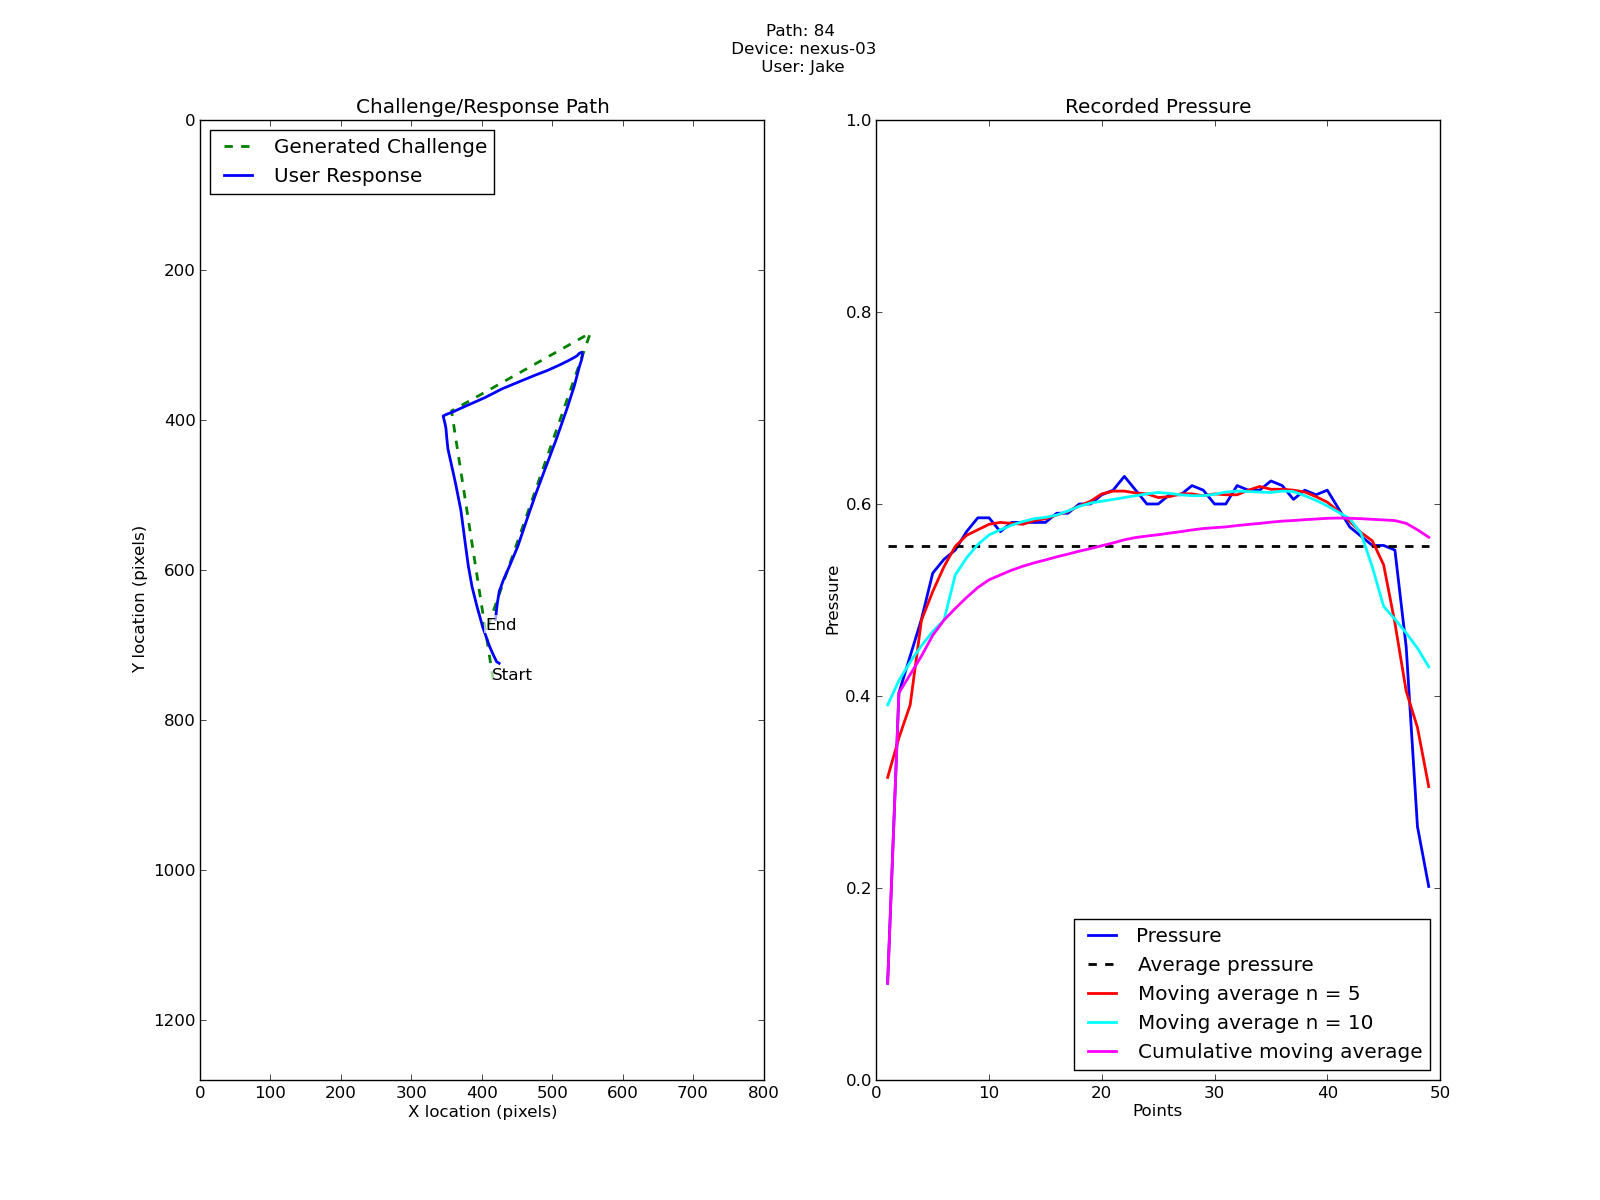 Path: 84
Device: nexus-03
User: Jake
Challenge/Response Path
Generated Challenge
User Response
0
200
400
600
800
1000
1200
Y location (pixels)
End
Start
0 100 200 300 400 500 600 700 800
X location (pixels)
Recorded Pressure
1.0
0.8
0.6
0.4
0.2
0.0
Pressure
Pressure
Average pressure
Moving average n = 5
Moving average n = 10
Cumulative moving average
0 10 20 30 40 50
Points